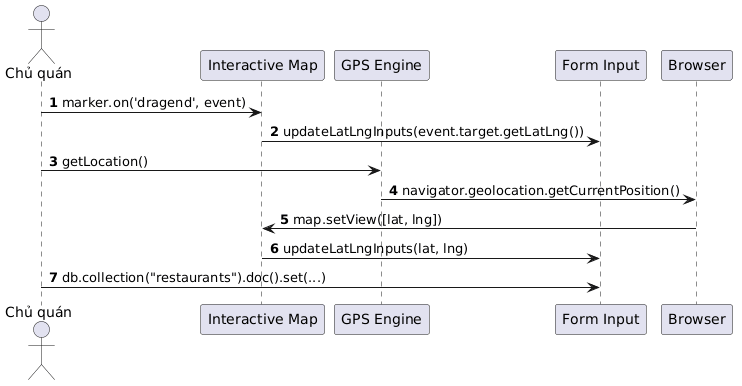 Chủ quán
Interactive Map
GPS Engine
Form Input
Browser
1 marker.on('dragend', event)
2 updateLatLngInputs(event.target.getLatLng())
3 getLocation()
4 navigator.geolocation.getCurrentPosition()
5 map.setView([lat, lng])
6 updateLatLngInputs(lat, lng)
7 db.collection("restaurants").doc().set(...)
Chủ quán
Interactive Map
GPS Engine
Form Input
Browser